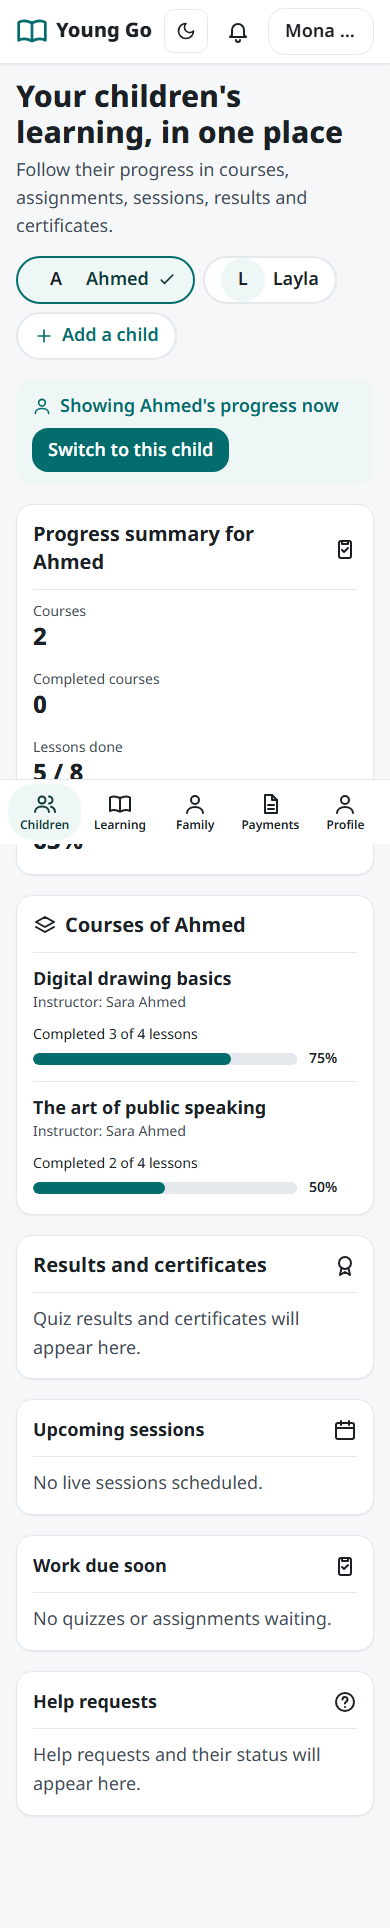 Young Go
Mona ...
Your children's
learning, in one place
Follow their progress in courses,
assignments, sessions, results and
certificates.
A Ahmed
L Layla
Add a child
Showing Ahmed's progress now
Switch to this child
Progress summary for
Ahmed
Courses
2
Completed courses
0
Lessons done
5 / 8
Children
Learning
Family
Payments
Profile
Courses of Ahmed
Digital drawing basics
Instructor: Sara Ahmed
Completed 3 of 4 lessons
75%
The art of public speaking
Instructor: Sara Ahmed
Completed 2 of 4 lessons
50%
Results and certificates
Quiz results and certificates will
appear here.
Upcoming sessions
No live sessions scheduled.
Work due soon
No quizzes or assignments waiting.
Help requests
Help requests and their status will
appear here.